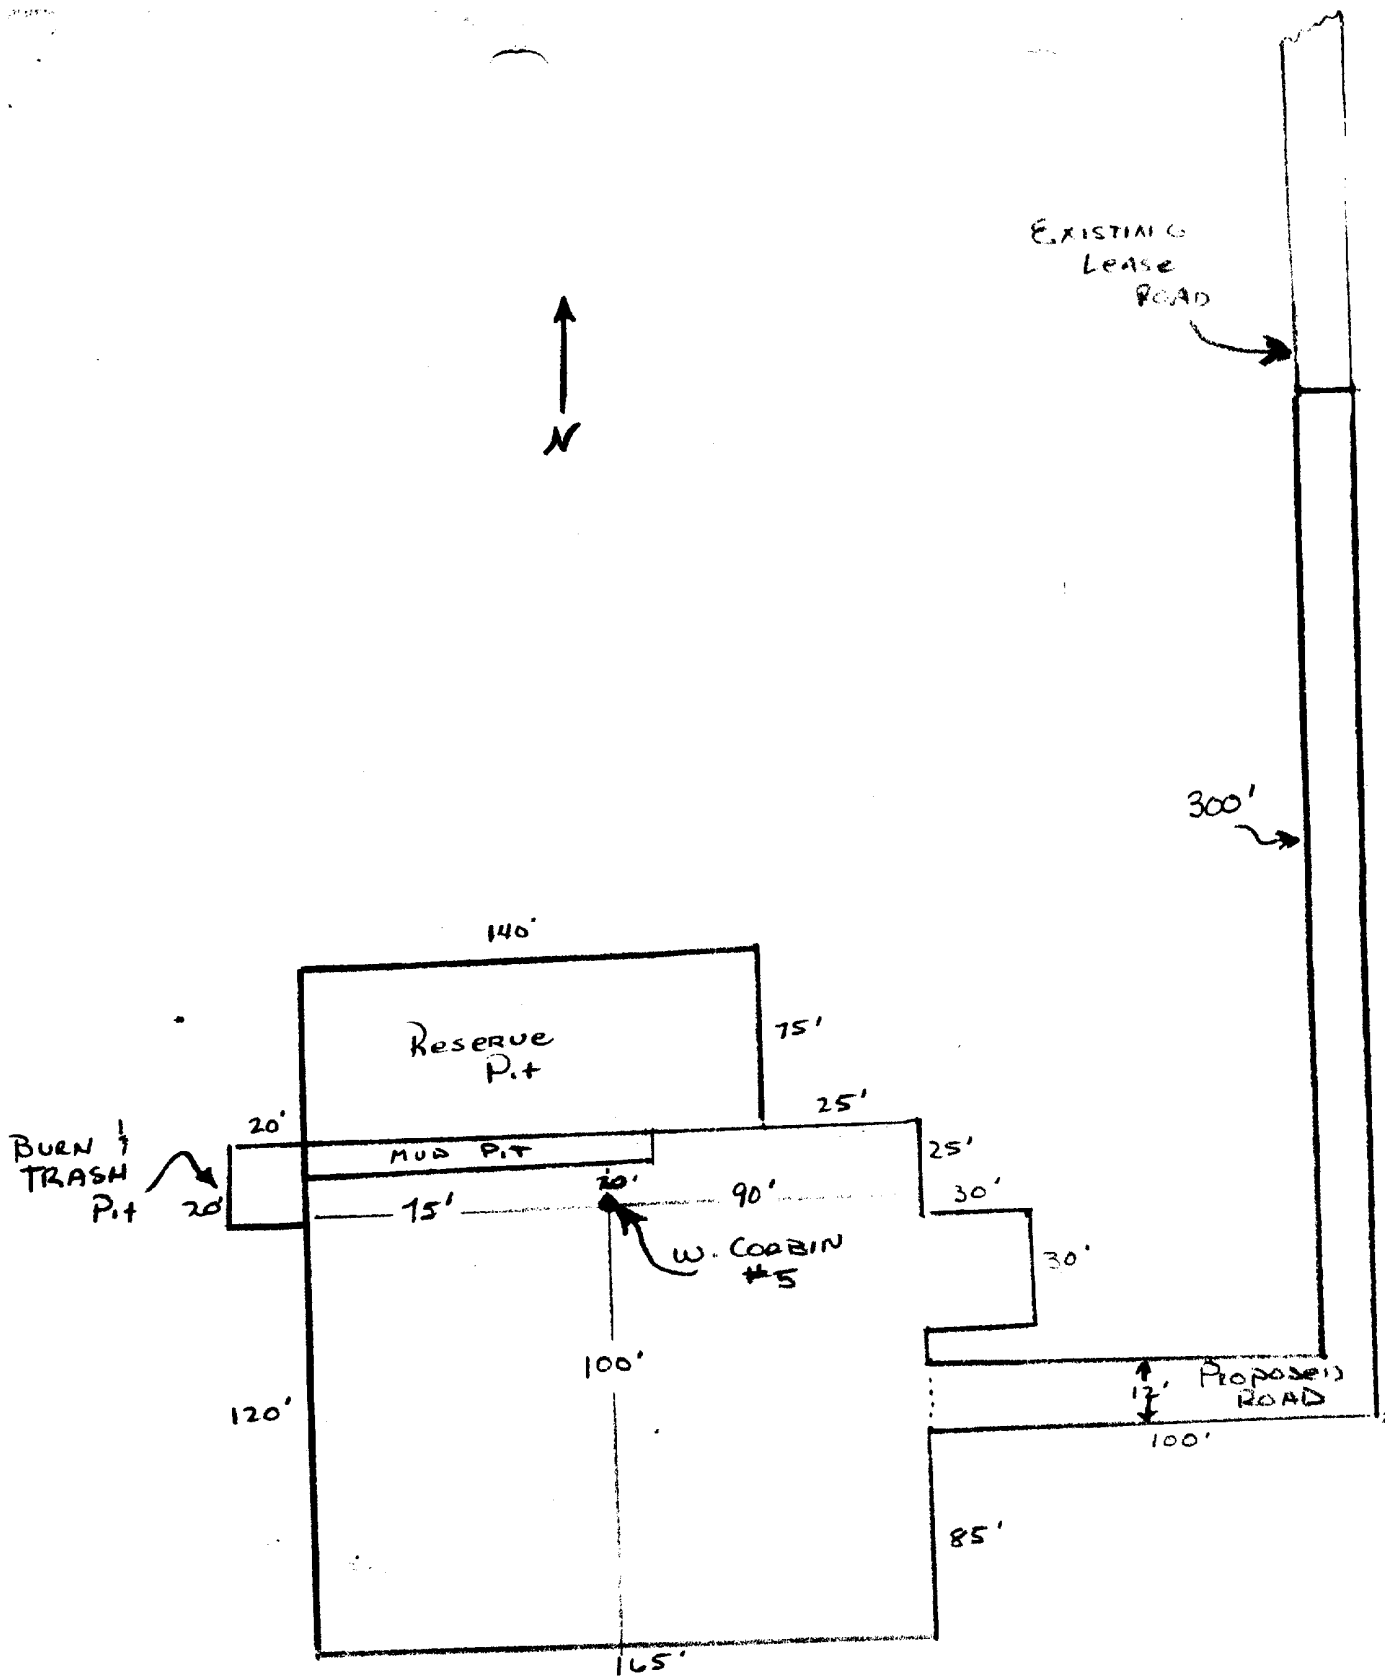 EXISTING
LEASE
ROAD
N
300'
140'
RESERVE
Pit
75'
25'
20'
BURN &
TRASH
Pit
20'
MUD Pit
25'
75'
90'
30'
W. CORBIN
#5
30'
100'
120'
12'
PROPOSED
ROAD
100'
85'
165'